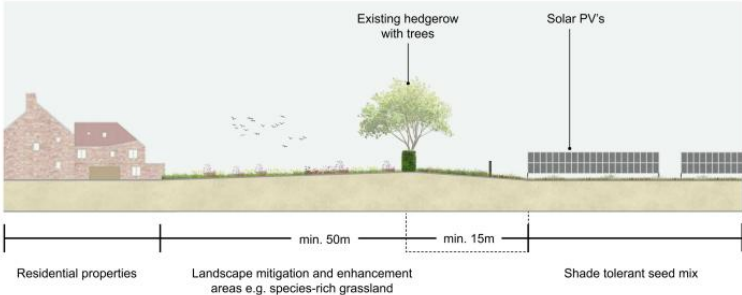 Existing hedgerow
with trees
Solar PV's
min. 50m
min. 15m
Residential properties
Landscape mitigation and enhancement
areas e.g. species-rich grassland
Shade tolerant seed mix